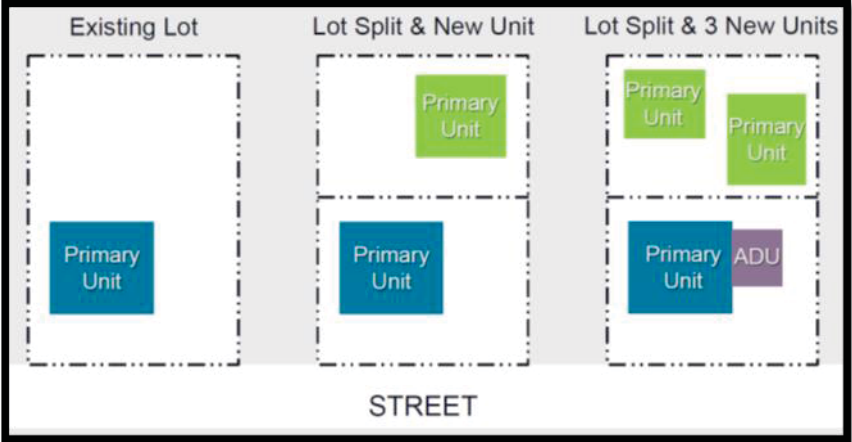 Existing Lot
Lot Split & New Unit
Lot Split & 3 New Units
Primary
Unit
Primary
Unit
Primary
Unit
Primary
Unit
Primary
Unit
Primary
Unit
ADU
STREET